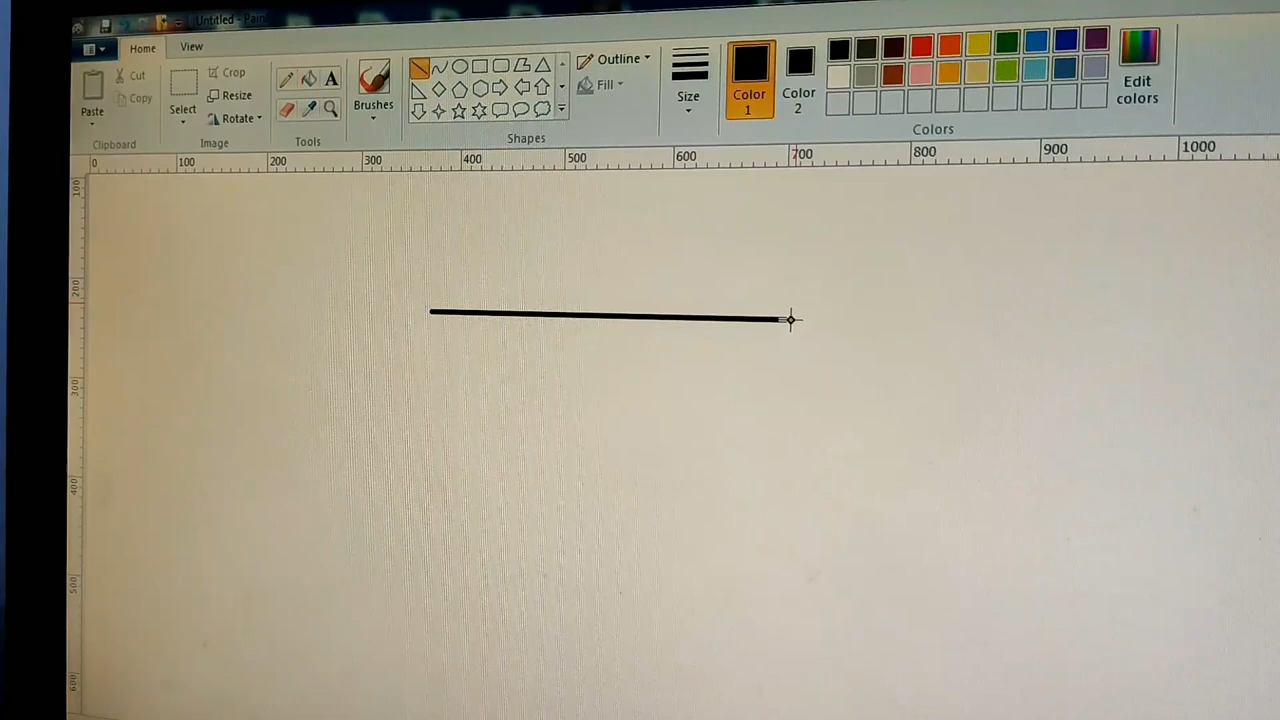 Untitled - Pain
Home View
Cut
Copy
Paste
Clipboard
Select
Crop
Resize
Rotate
Image
A
Tools
Brushes
Outline
Fill
Shapes
Size
Color
1
Color
2
Edit
colors
Colors
0 100 200 300 400 500 600 700 800 900 1000
100
200
300
400
500
600